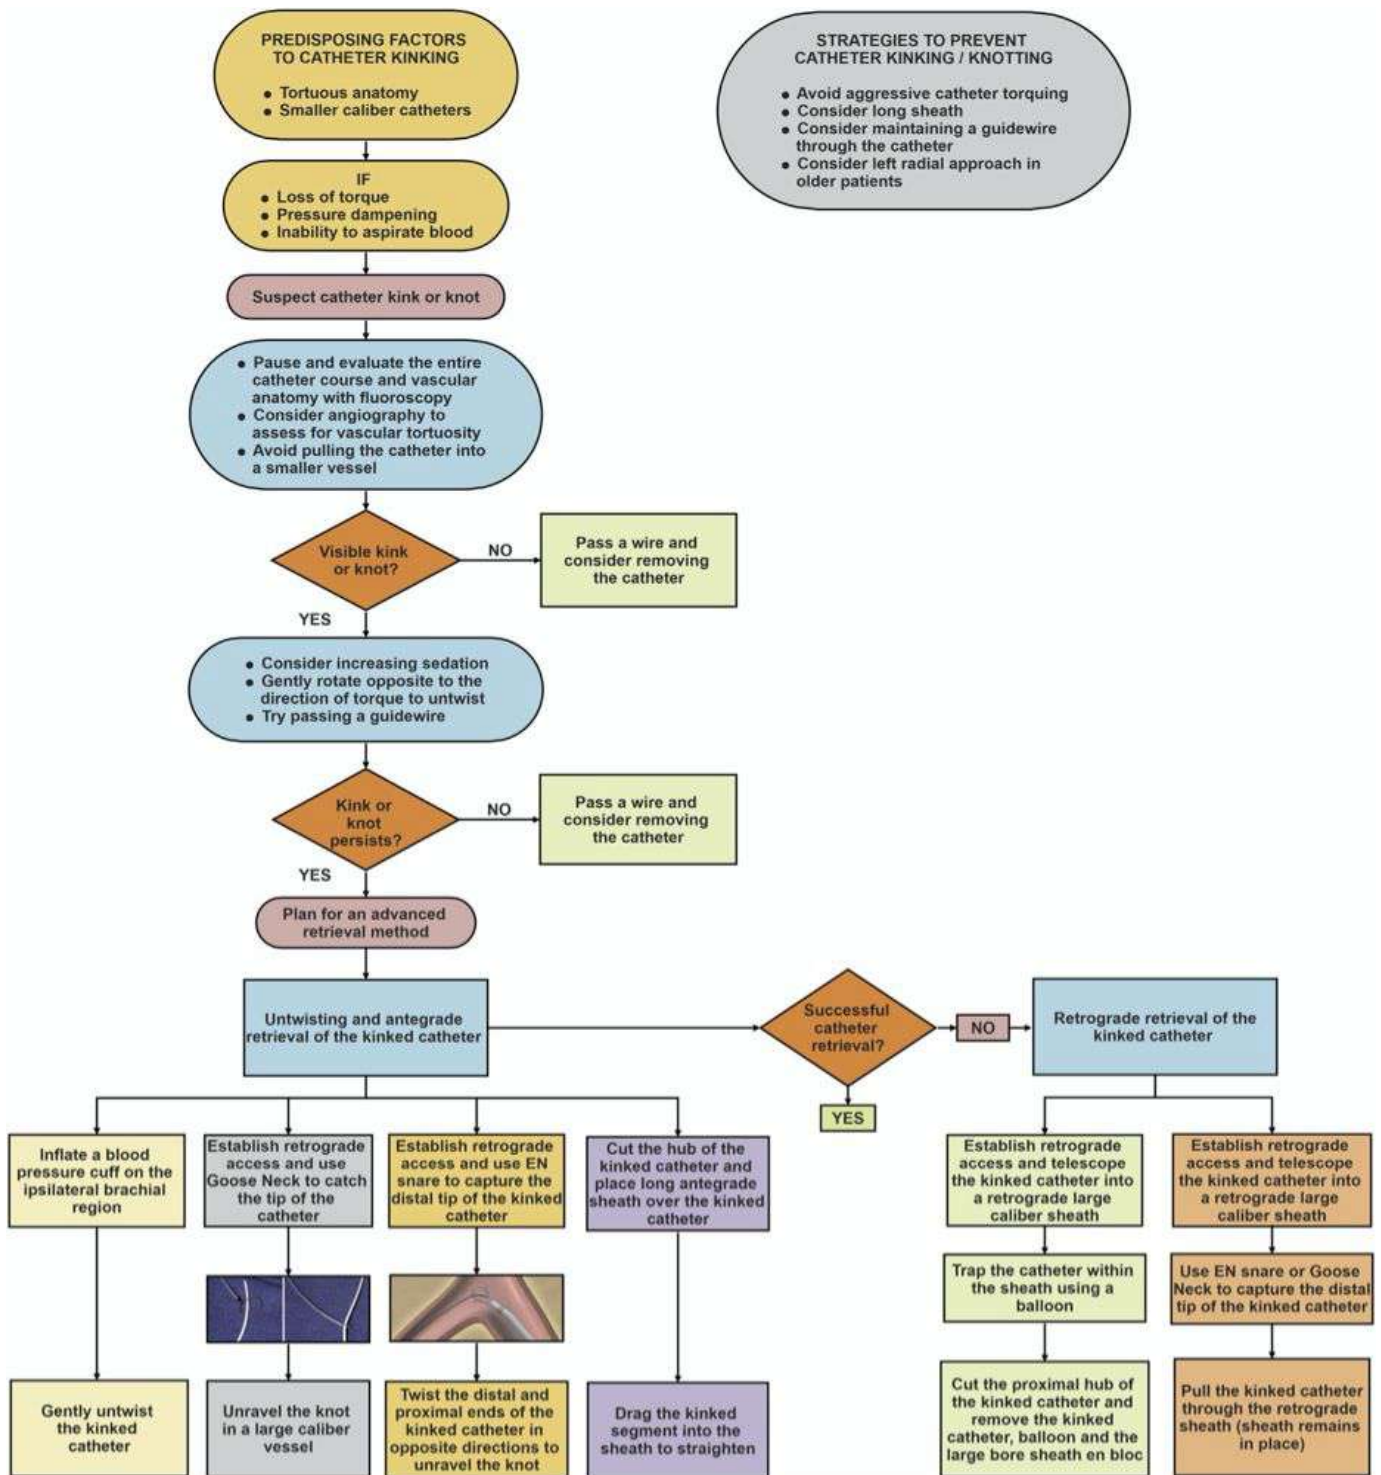 PREDISPOSING FACTORS
TO CATHETER KINKING
● Tortuous anatomy
● Smaller caliber catheters
STRATEGIES TO PREVENT
CATHETER KINKING / KNOTTING
● Avoid aggressive catheter torquing
● Consider long sheath
● Consider maintaining a guidewire
through the catheter
● Consider left radial approach in
older patients
IF
● Loss of torque
● Pressure dampening
● Inability to aspirate blood
Suspect catheter kink or knot
● Pause and evaluate the entire
catheter course and vascular
anatomy with fluoroscopy
● Consider angiography to
assess for vascular tortuosity
● Avoid pulling the catheter into
a smaller vessel
Visible kink
or knot?
NO
Pass a wire and
consider removing
the catheter
YES
● Consider increasing sedation
● Gently rotate opposite to the
direction of torque to untwist
● Try passing a guidewire
Kink or
knot
persists?
NO
Pass a wire and
consider removing
the catheter
YES
Plan for an advanced
retrieval method
Untwisting and antegrade
retrieval of the kinked catheter
Successful
catheter
retrieval?
NO
Retrograde retrieval of the
kinked catheter
YES
Inflate a blood
pressure cuff on the
ipsilateral brachial
region
Gently untwist
the kinked
catheter
Establish retrograde
access and use
Goose Neck to catch
the tip of the
catheter
Unravel the knot
in a large caliber
vessel
Establish retrograde
access and use EN
snare to capture the
distal tip of the kinked
catheter
Twist the distal and
proximal ends of the
kinked catheter in
opposite directions to
unravel the knot
Cut the hub of the
kinked catheter and
place long antegrade
sheath over the kinked
catheter
Drag the kinked
segment into the
sheath to straighten
Establish retrograde
access and telescope
the kinked catheter into
a retrograde large
caliber sheath
Trap the catheter within
the sheath using a
balloon
Cut the proximal hub of
the kinked catheter and
remove the kinked
catheter, balloon and the
large bore sheath en bloc
Establish retrograde
access and telescope
the kinked catheter into
a retrograde large
caliber sheath
Use EN snare or Goose
Neck to capture the distal
tip of the kinked catheter
Pull the kinked catheter
through the retrograde
sheath (sheath remains
in place)